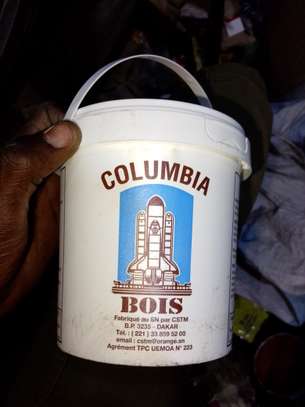 COLUMBIA
BOIS
Fabriqué au SN par CSTM
B.P. 3235 - DAKAR
Tél. : (221) 33 859 52 00
email : cstm@orange.sn
Agrément TPC UEMOA N° 223